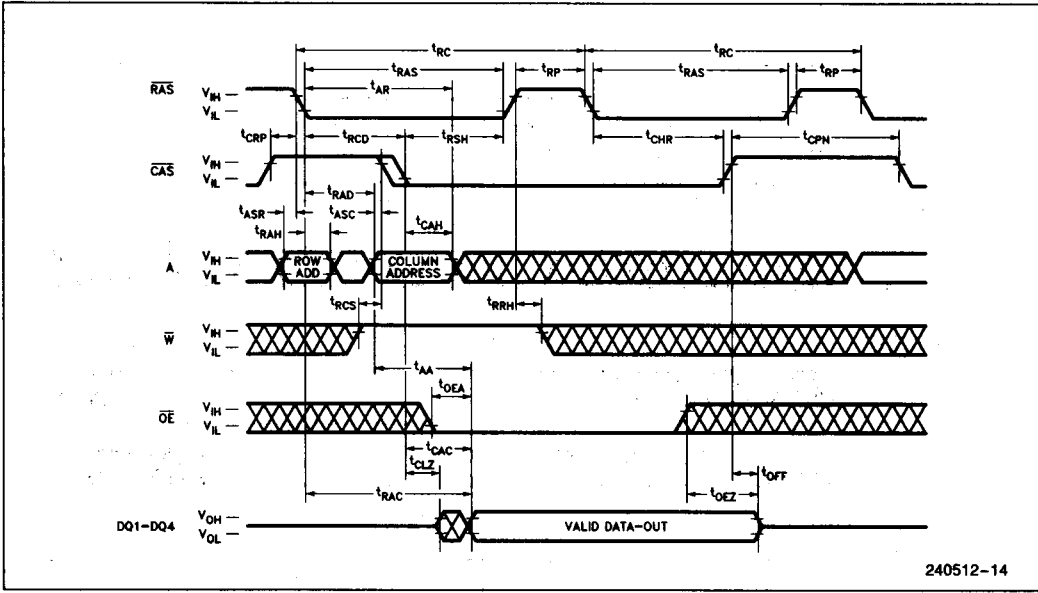 tRC tRC
tRAS tRP tRAS tRP
RAS VIH
VIL
tAR
tCRP tRCD tRSH tCHR tCPN
CAS VIH
VIL
tRAD
tASR tASC
tRAH tCAH
A VIH
VIL
ROW
ADD
COLUMN
ADDRESS
tRCS tRRH
W VIH
VIL
tAA
tOEA
OE VIH
VIL
tCAC
tCLZ tOFF
tRAC tOEZ
DQ1-DQ4 VOH
VOL
VALID DATA-OUT
240512-14